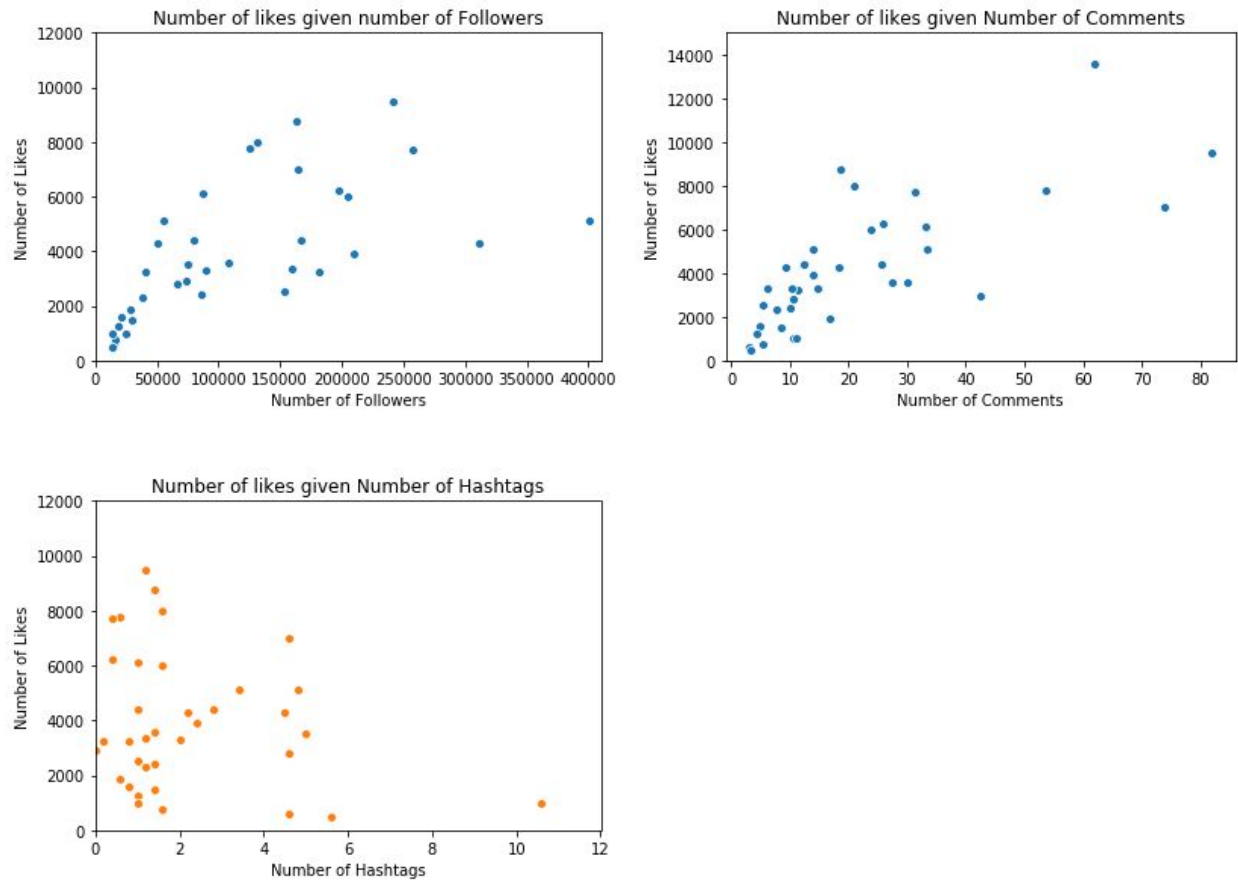 Number of likes given number of Followers
12000
10000
8000
6000
4000
2000
0
Number of Likes
0 50000 100000 150000 200000 250000 300000 350000 400000
Number of Followers
Number of likes given Number of Comments
14000
12000
10000
8000
6000
4000
2000
0
Number of Likes
0 10 20 30 40 50 60 70 80
Number of Comments
Number of likes given Number of Hashtags
12000
10000
8000
6000
4000
2000
0
Number of Likes
0 2 4 6 8 10 12
Number of Hashtags